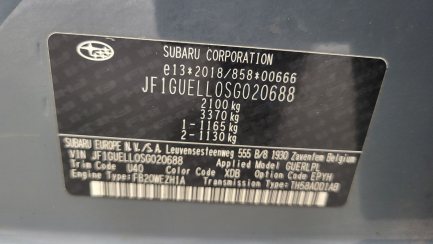 SUBARU CORPORATION
e13*2018/858*00666
JF1GUELL0SG020688
2100 kg
3370 kg
1 - 1165 kg
2 - 1130 kg
SUBARU EUROPE N.V./S.A. Leuvensesteenweg 555 B/8 1930 Zaventem Belgium
VIN JF1GUELL0SG020688 Applied Model GUERLPL
Trim Code U40 Color Code XDB Option Code EPYH
Engine Type FB20WEZH1A Transmission Type TH58ADD1AB